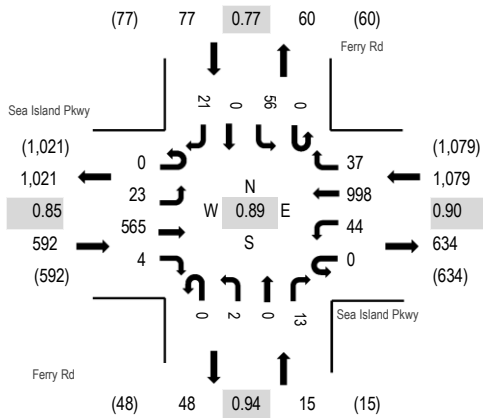 (77) 77 0.77 60 (60)
Ferry Rd
21 0 56 0
Sea Island Pkwy
(1,021) (1,079)
0 37
1,021 1,079
23 N 998
0.85 W 0.89 E 0.90
565 44
592 S 634
4 0
(592) (634)
0 2 0 13
Sea Island Pkwy
Ferry Rd
(48) 48 0.94 15 (15)